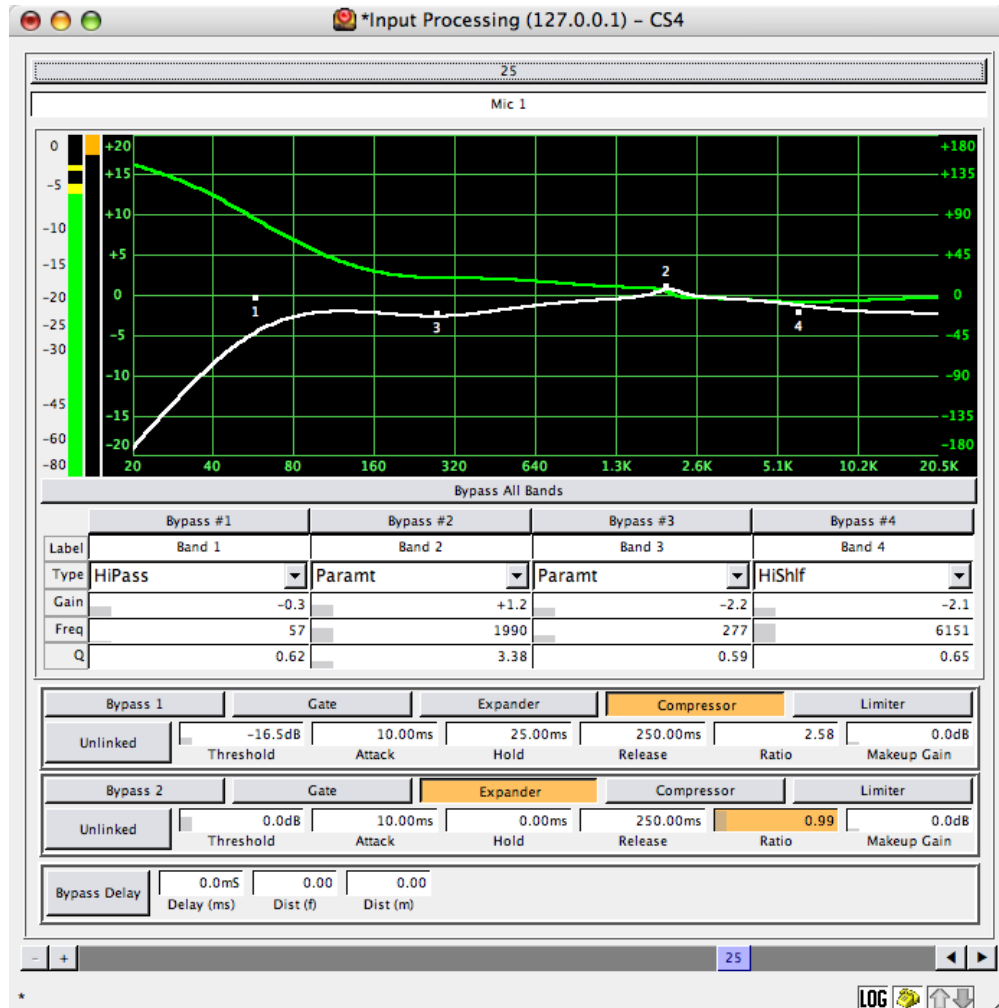 *Input Processing (127.0.0.1) – CS4
25
Mic 1
0
-5
-10
-15
-20
-25
-30
-45
-60
-80
+20
+15
+10
+5
0
-5
-10
-15
-20
+180
+135
+90
+45
0
-45
-90
-135
-180
1
2
3
4
20 40 80 160 320 640 1.3K 2.6K 5.1K 10.2K 20.5K
Bypass All Bands
Bypass #1 Bypass #2 Bypass #3 Bypass #4
Label Band 1 Band 2 Band 3 Band 4
Type HiPass Paramt Paramt HiShlf
Gain -0.3 +1.2 -2.2 -2.1
Freq 57 1990 277 6151
Q 0.62 3.38 0.59 0.65
Bypass 1 Gate Expander Compressor Limiter
Unlinked -16.5dB 10.00ms 25.00ms 250.00ms 2.58 0.0dB
Threshold Attack Hold Release Ratio Makeup Gain
Bypass 2 Gate Expander Compressor Limiter
Unlinked 0.0dB 10.00ms 0.00ms 250.00ms 0.99 0.0dB
Threshold Attack Hold Release Ratio Makeup Gain
Bypass Delay 0.0mS 0.00 0.00
Delay (ms) Dist (f) Dist (m)
- + 25
* LOG